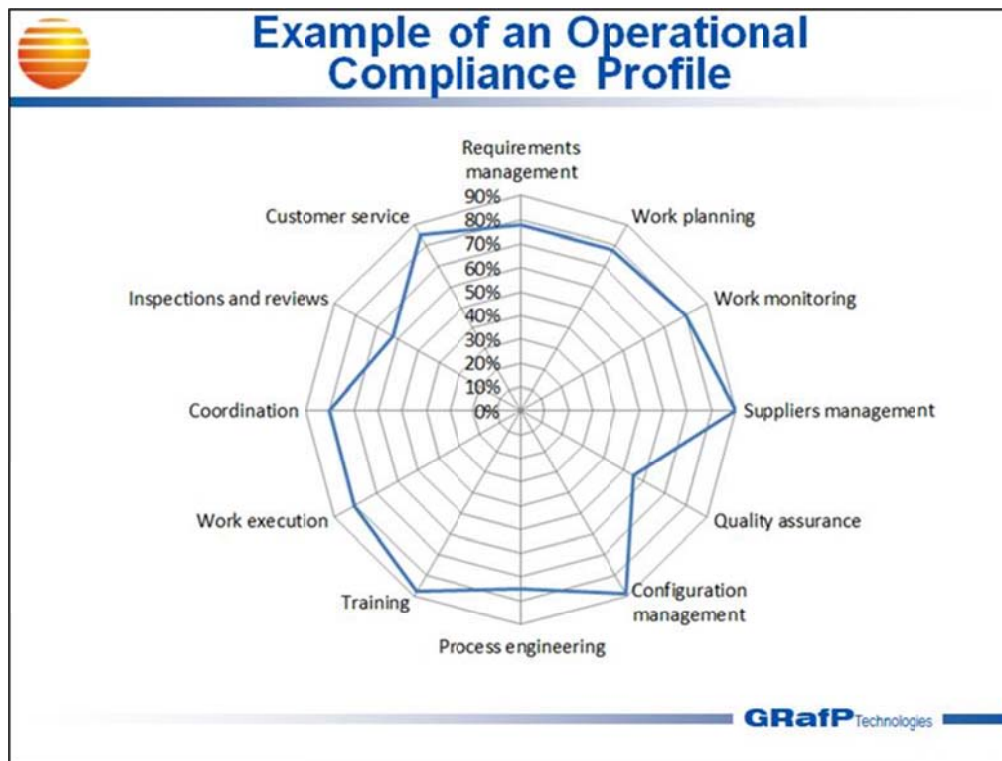 Example of an Operational
Compliance Profile
Requirements
management
90%
80%
70%
60%
50%
40%
30%
20%
10%
0%
Customer service
Work planning
Inspections and reviews
Work monitoring
Coordination
Suppliers management
Work execution
Quality assurance
Training
Configuration
management
Process engineering
GRafP Technologies